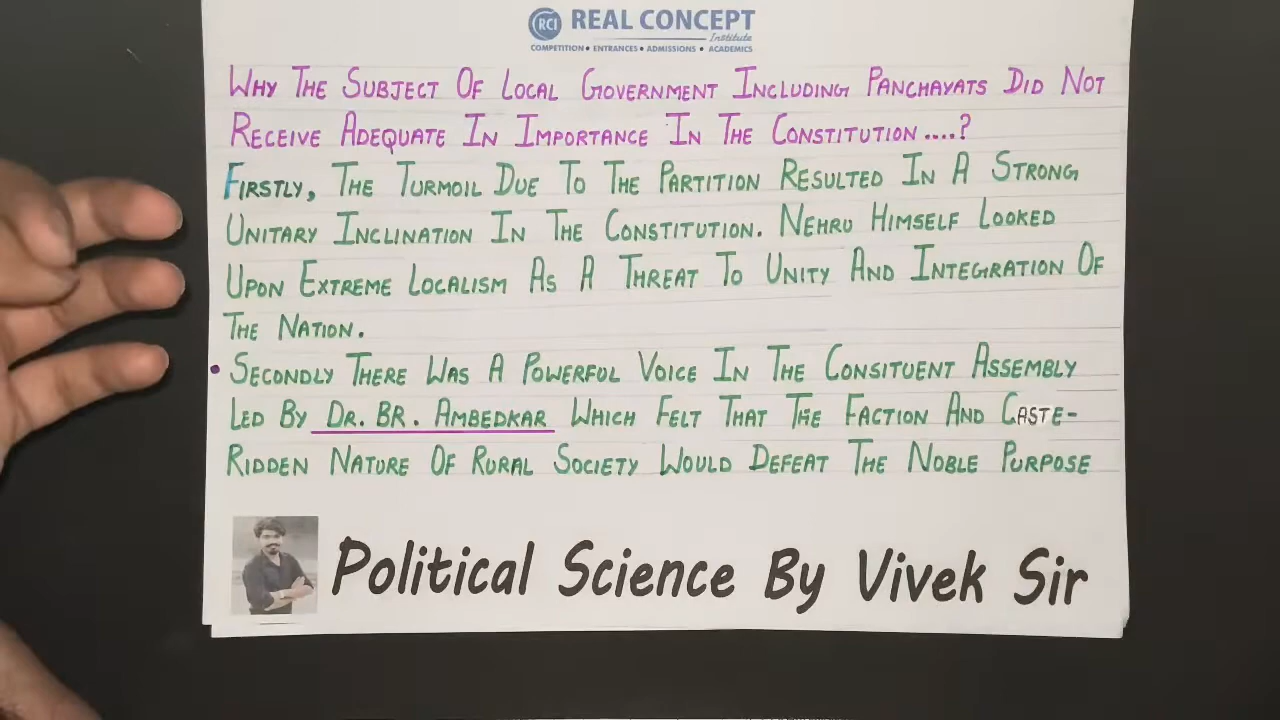 RCI REAL CONCEPT
Institute
COMPETITION • ENTRANCES • ADMISSIONS • ACADEMICS
WHY THE SUBJECT OF LOCAL GOVERNMENT INCLUDING PANCHAYATS DID NOT
RECEIVE ADEQUATE IN IMPORTANCE IN THE CONSTITUTION....?
FIRSTLY, THE TURMOIL DUE TO THE PARTITION RESULTED IN A STRONG
UNITARY INCLINATION IN THE CONSTITUTION. NEHRU HIMSELF LOOKED
UPON EXTREME LOCALISM AS A THREAT TO UNITY AND INTEGRATION OF
THE NATION.
• SECONDLY THERE WAS A POWERFUL VOICE IN THE CONSITUENT ASSEMBLY
LED BY DR. BR. AMBEDKAR WHICH FELT THAT THE FACTION AND CASTE-
RIDDEN NATURE OF RURAL SOCIETY WOULD DEFEAT THE NOBLE PURPOSE
Political Science By Vivek Sir